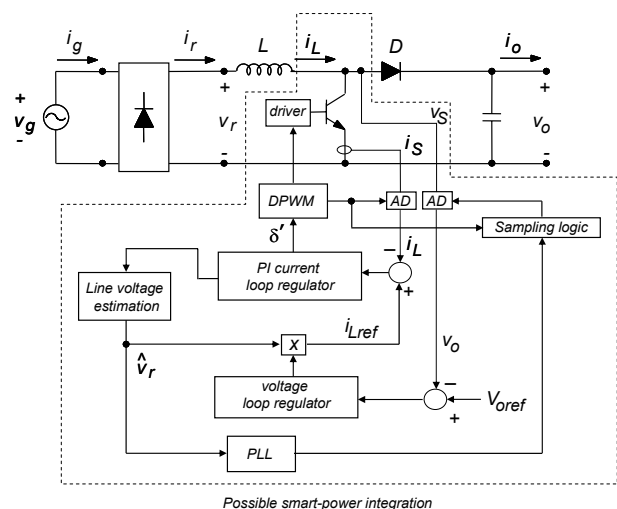 i_g
i_r
L
i_L
D
i_o
+
v_g
-
+
v_r
-
driver
v_S
i_S
+
v_o
-
DPWM
AD
AD
Sampling logic
δ'
− i_L
PI current
loop regulator
+
Line voltage
estimation
x
i_Lref
v_o
v̂_r
voltage
loop regulator
−
+
V_oref
PLL
Possible smart-power integration